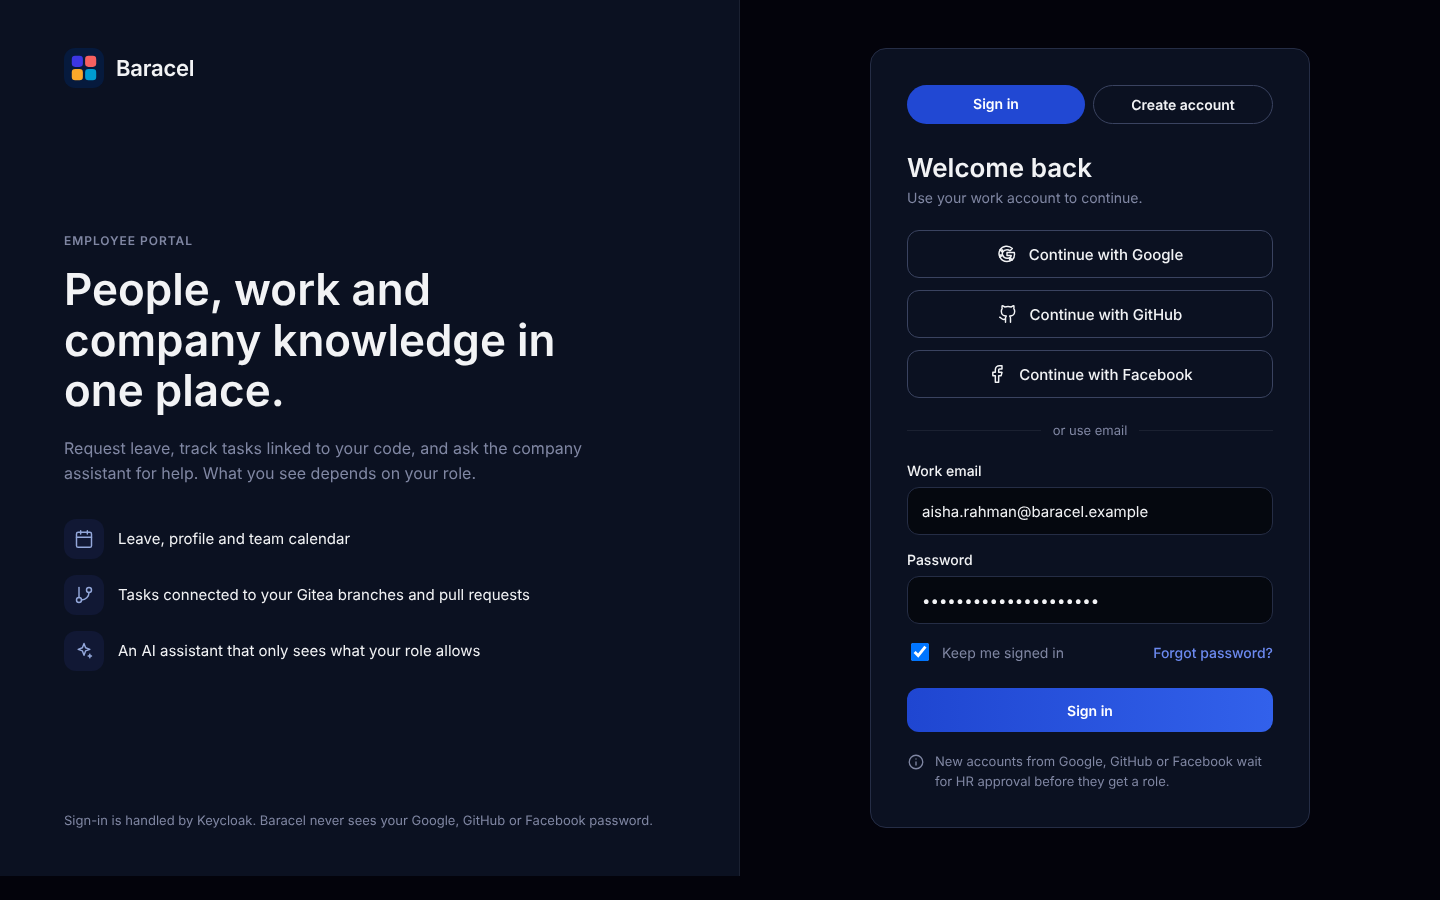 Baracel
EMPLOYEE PORTAL
People, work and
company knowledge in
one place.
Request leave, track tasks linked to your code, and ask the company
assistant for help. What you see depends on your role.
Leave, profile and team calendar
Tasks connected to your Gitea branches and pull requests
An AI assistant that only sees what your role allows
Sign-in is handled by Keycloak. Baracel never sees your Google, GitHub or Facebook password.
Sign in
Create account
Welcome back
Use your work account to continue.
Continue with Google
Continue with GitHub
Continue with Facebook
or use email
Work email
aisha.rahman@baracel.example
Password
•••••••••••••••••••••
Keep me signed in
Forgot password?
Sign in
New accounts from Google, GitHub or Facebook wait
for HR approval before they get a role.